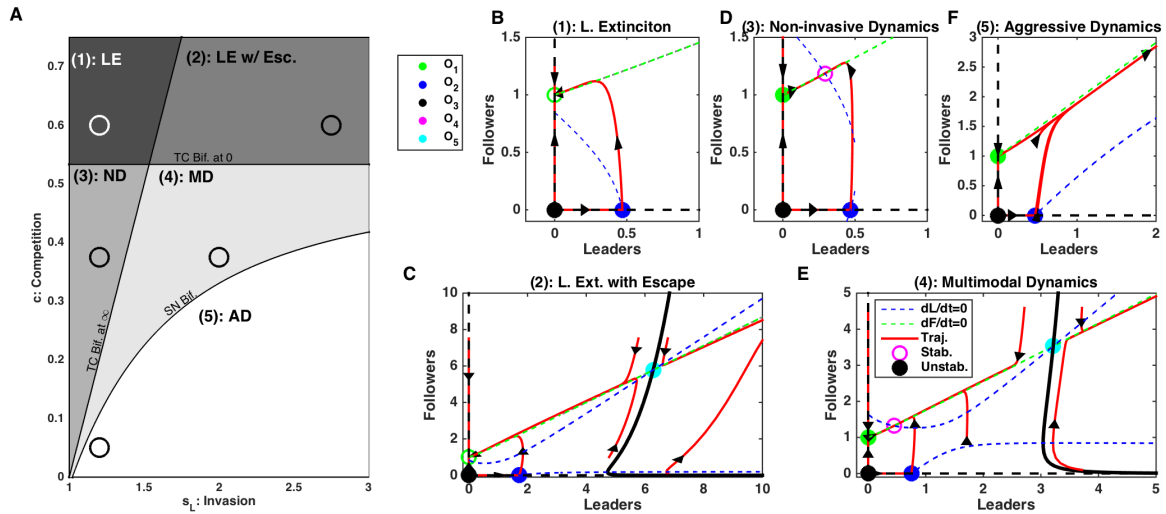 A
0.7
0.6
0.5
0.4
0.3
0.2
0.1
0
1
1.5
2
2.5
3
c: Competition
s_L: Invasion
(1): LE
(2): LE w/ Esc.
TC Bif. at 0
(3): ND
(4): MD
TC Bif. at ∞
SN Bif.
(5): AD
O1
O2
O3
O4
O5
B
(1): L. Extinciton
1.5
1
0.5
0
0
1
Followers
Leaders
D
(3): Non-invasive Dynamics
1.5
1
0.5
0
0
1
Followers
Leaders
F
(5): Aggressive Dynamics
3
2.5
2
1.5
1
0.5
0
0
1
2
Followers
Leaders
C
(2): L. Ext. with Escape
10
8
6
4
2
0
0
2
4
6
8
10
Followers
Leaders
E
(4): Multimodal Dynamics
5
4
3
2
1
0
0
1
2
3
4
5
Followers
Leaders
dL/dt=0
dF/dt=0
Traj.
Stab.
Unstab.